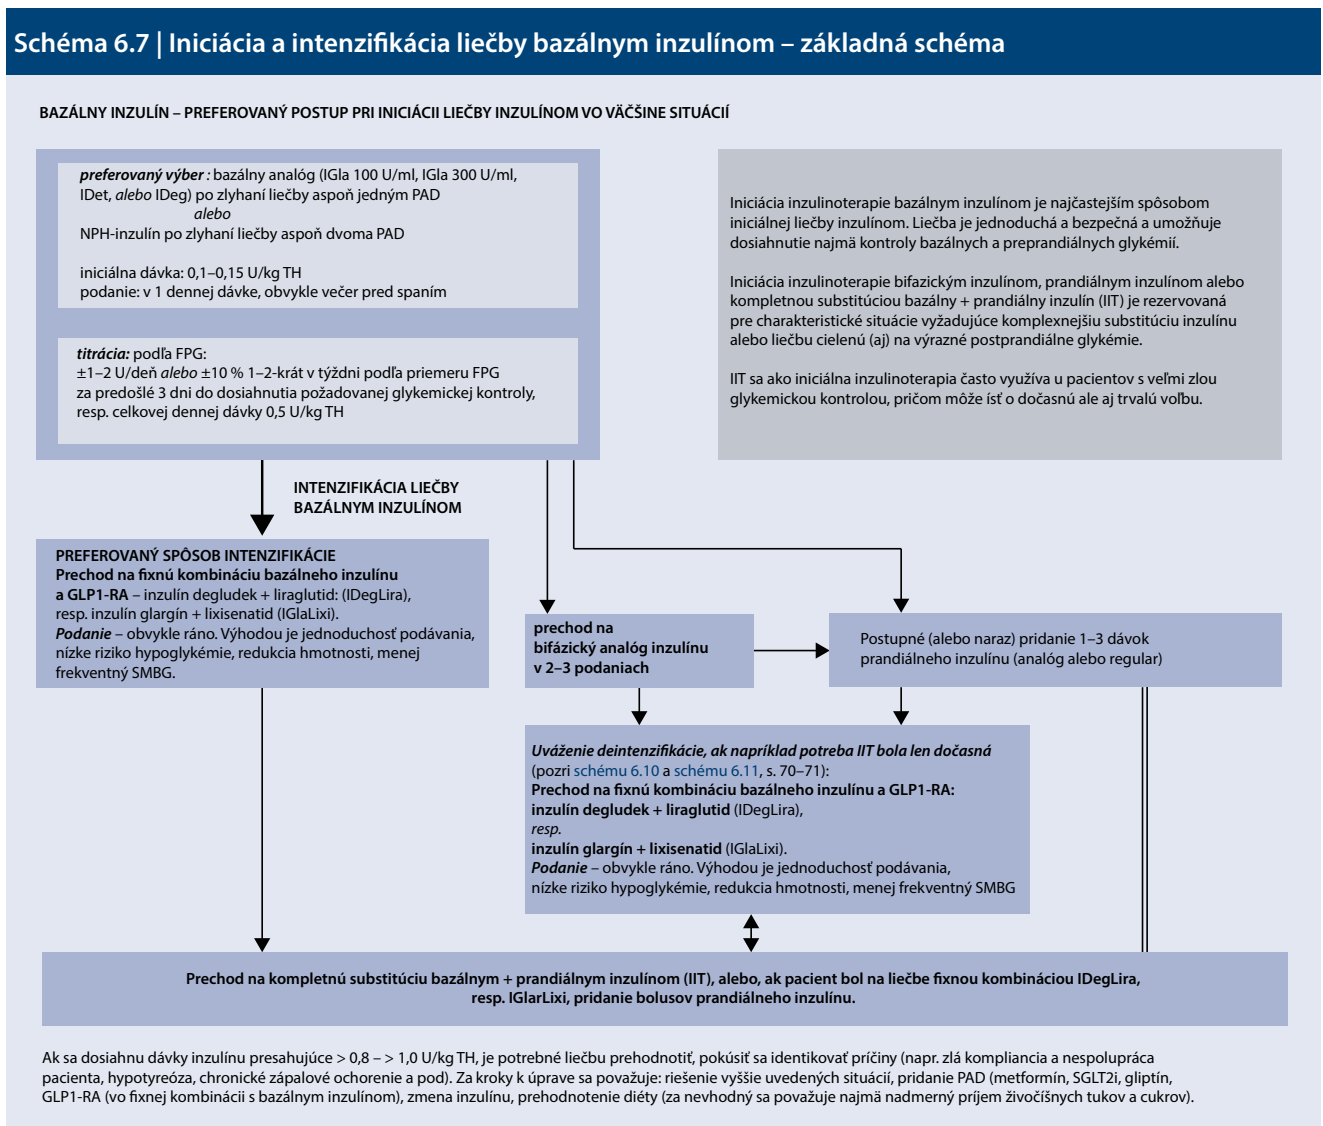 Schéma 6.7 | Iniciácia a intenzifikácia liečby bazálnym inzulínom – základná schéma
BAZÁLNY INZULÍN – PREFEROVANÝ POSTUP PRI INICIÁCII LIEČBY INZULÍNOM VO VÄČŠINE SITUÁCIÍ
preferovaný výber : bazálny analóg (IGla 100 U/ml, IGla 300 U/ml,
IDet, alebo IDeg) po zlyhaní liečby aspoň jedným PAD
alebo
NPH-inzulín po zlyhaní liečby aspoň dvoma PAD
iniciálna dávka: 0,1–0,15 U/kg TH
podanie: v 1 dennej dávke, obvykle večer pred spaním
titrácia: podľa FPG:
±1–2 U/deň alebo ±10 % 1–2-krát v týždni podľa priemeru FPG
za predošlé 3 dni do dosiahnutia požadovanej glykemickej kontroly,
resp. celkovej dennej dávky 0,5 U/kg TH
Iniciácia inzulinoterapie bazálnym inzulínom je najčastejším spôsobom
iniciálnej liečby inzulínom. Liečba je jednoduchá a bezpečná a umožňuje
dosiahnutie najmä kontroly bazálnych a preprandiálnych glykémií.
Iniciácia inzulinoterapie bifazickým inzulínom, prandiálnym inzulínom alebo
kompletnou substitúciou bazálny + prandiálny inzulín (IIT) je rezervovaná
pre charakteristické situácie vyžadujúce komplexnejšiu substitúciu inzulínu
alebo liečbu cielenú (aj) na výrazné postprandiálne glykémie.
IIT sa ako iniciálna inzulinoterapia často využíva u pacientov s veľmi zlou
glykemickou kontrolou, pričom môže ísť o dočasnú ale aj trvalú voľbu.
INTENZIFIKÁCIA LIEČBY
BAZÁLNYM INZULÍNOM
PREFEROVANÝ SPÔSOB INTENZIFIKÁCIE
Prechod na fixnú kombináciu bazálneho inzulínu
a GLP1-RA – inzulín degludek + liraglutid: (IDegLira),
resp. inzulín glargín + lixisenatid (IGlaLixi).
Podanie – obvykle ráno. Výhodou je jednoduchosť podávania,
nízke riziko hypoglykémie, redukcia hmotnosti, menej
frekventný SMBG.
prechod na
bifázický analóg inzulínu
v 2–3 podaniach
Postupné (alebo naraz) pridanie 1–3 dávok
prandiálneho inzulínu (analóg alebo regular)
Uváženie deintenzifikácie, ak napríklad potreba IIT bola len dočasná
(pozri schému 6.10 a schému 6.11, s. 70–71):
Prechod na fixnú kombináciu bazálneho inzulínu a GLP1-RA:
inzulín degludek + liraglutid (IDegLira),
resp.
inzulín glargín + lixisenatid (IGlaLixi).
Podanie – obvykle ráno. Výhodou je jednoduchosť podávania,
nízke riziko hypoglykémie, redukcia hmotnosti, menej frekventný SMBG
Prechod na kompletnú substitúciu bazálnym + prandiálnym inzulínom (IIT), alebo, ak pacient bol na liečbe fixnou kombináciou IDegLira,
resp. IGlarLixi, pridanie bolusov prandiálneho inzulínu.
Ak sa dosiahnu dávky inzulínu presahujúce > 0,8 – > 1,0 U/kg TH, je potrebné liečbu prehodnotiť, pokúsiť sa identikovať príčiny (napr. zlá kompliancia a nespolupráca
pacienta, hypotyreóza, chronické zápalové ochorenie a pod). Za kroky k úprave sa považuje: riešenie vyššie uvedených situácií, pridanie PAD (metformín, SGLT2i, gliptín,
GLP1-RA (vo fixnej kombinácii s bazálnym inzulínom), zmena inzulínu, prehodnotenie diéty (za nevhodný sa považuje najmä nadmerný príjem živočíšnych tukov a cukrov).